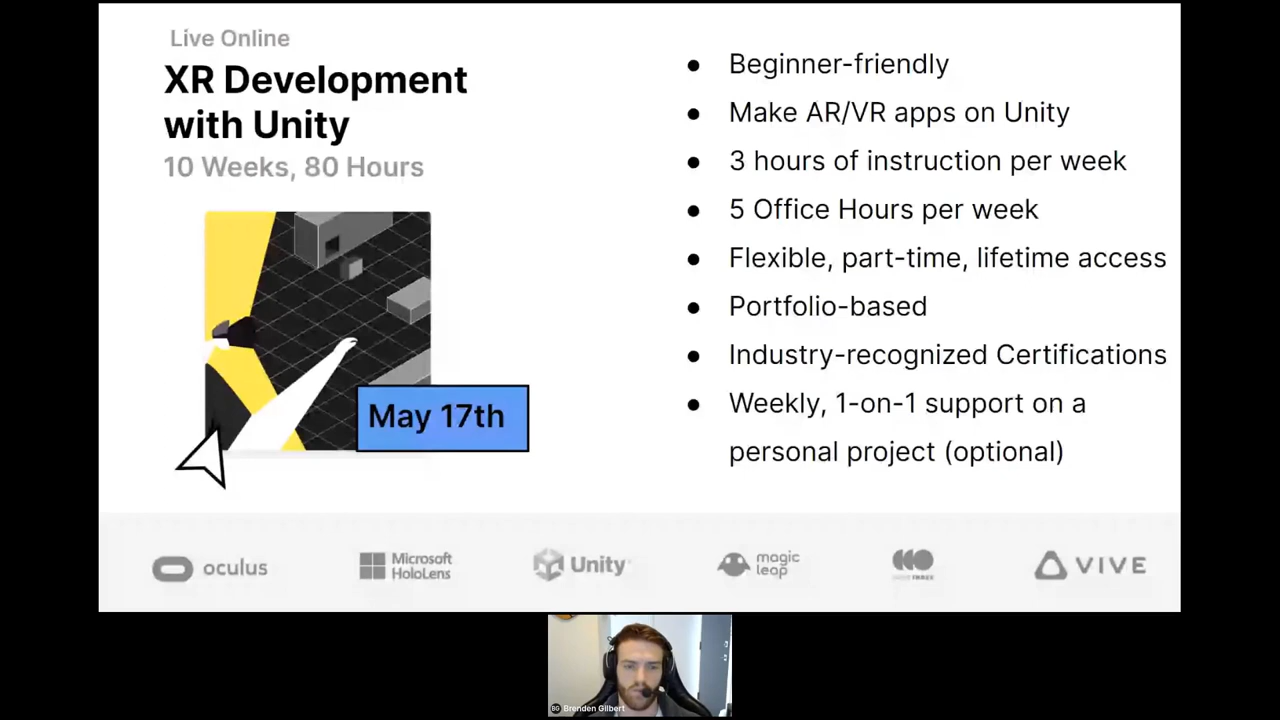 Live Online
XR Development
with Unity
10 Weeks, 80 Hours
May 17th
● Beginner-friendly
● Make AR/VR apps on Unity
● 3 hours of instruction per week
● 5 Office Hours per week
● Flexible, part-time, lifetime access
● Portfolio-based
● Industry-recognized Certifications
● Weekly, 1-on-1 support on a
personal project (optional)
oculus
Microsoft
HoloLens
Unity
magic
leap
VIVE
BG Brenden Gilbert